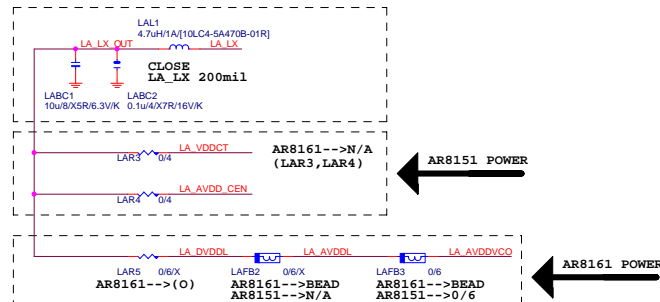 LAL1
4.7uH/1A/[10LC4-5A470B-01R]
LA_LX_OUT
LA_LX
CLOSE
LA_LX 200mil
LABC1
10u/8/X5R/6.3V/K
LABC2
0.1u/4/X7R/16V/K
LA_VDDCT
LAR3
0/4
AR8161-->N/A
(LAR3,LAR4)
AR8151 POWER
LA_AVDD_CEN
LAR4
0/4
LA_DVDDL
LA_AVDDL
LA_AVDDVCO
AR8161 POWER
LAR5
0/6/X
LAFB2
0/6/X
LAFB3
0/6
AR8161-->(O)
AR8161-->BEAD
AR8151-->N/A
AR8161-->BEAD
AR8151-->0/6